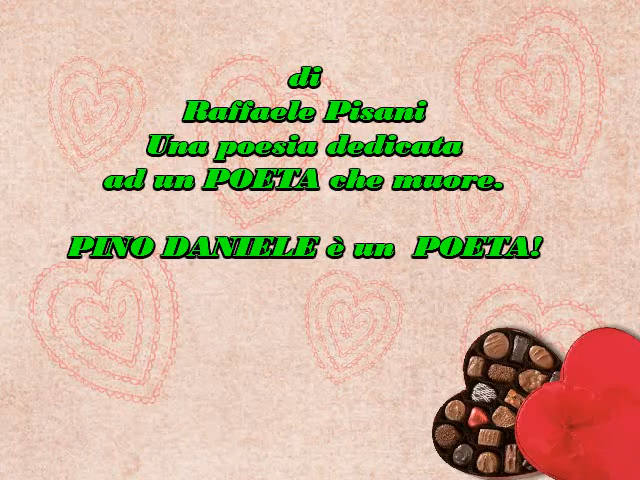 di
Raffaele Pisani
Una poesia dedicata
ad un POETA che muore.
PINO DANIELE è un POETA!